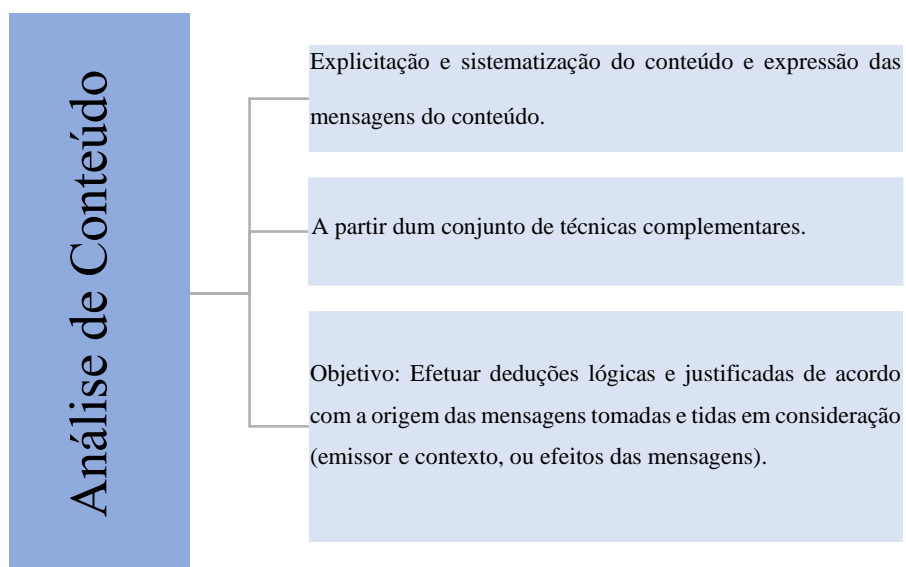 Análise de Conteúdo
Explicitação e sistematização do conteúdo e expressão das
mensagens do conteúdo.
A partir dum conjunto de técnicas complementares.
Objetivo: Efetuar deduções lógicas e justificadas de acordo
com a origem das mensagens tomadas e tidas em consideração
(emissor e contexto, ou efeitos das mensagens).